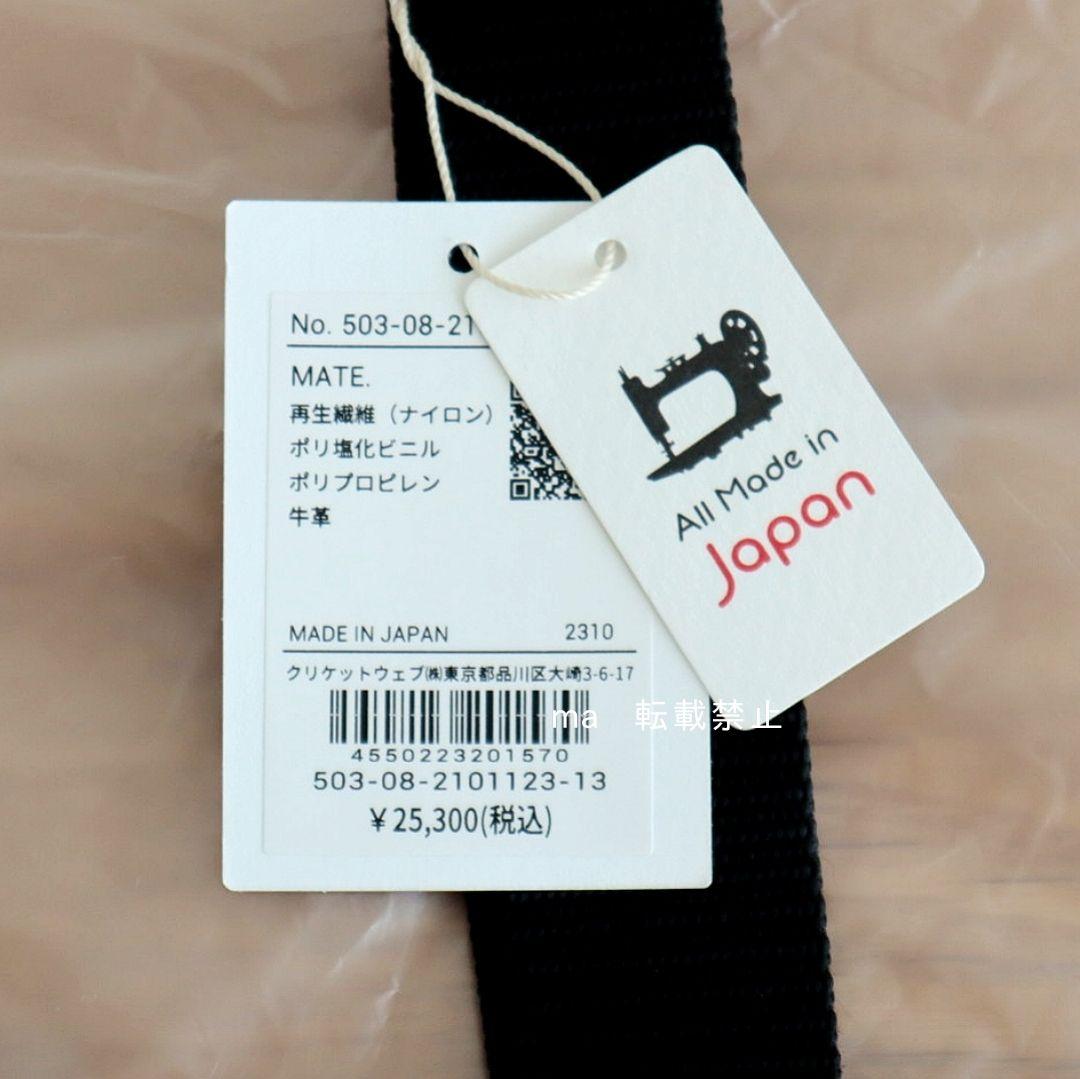 No. 503-08-21
MATE.
再生繊維（ナイロン）
ポリ塩化ビニル
ポリプロピレン
牛革
MADE IN JAPAN 2310
クリケットウェブ㈱東京都品川区大崎3-6-17
4550223201570
503-08-2101123-13
¥25,300(税込)
All Made in
Japan
ma 転載禁止